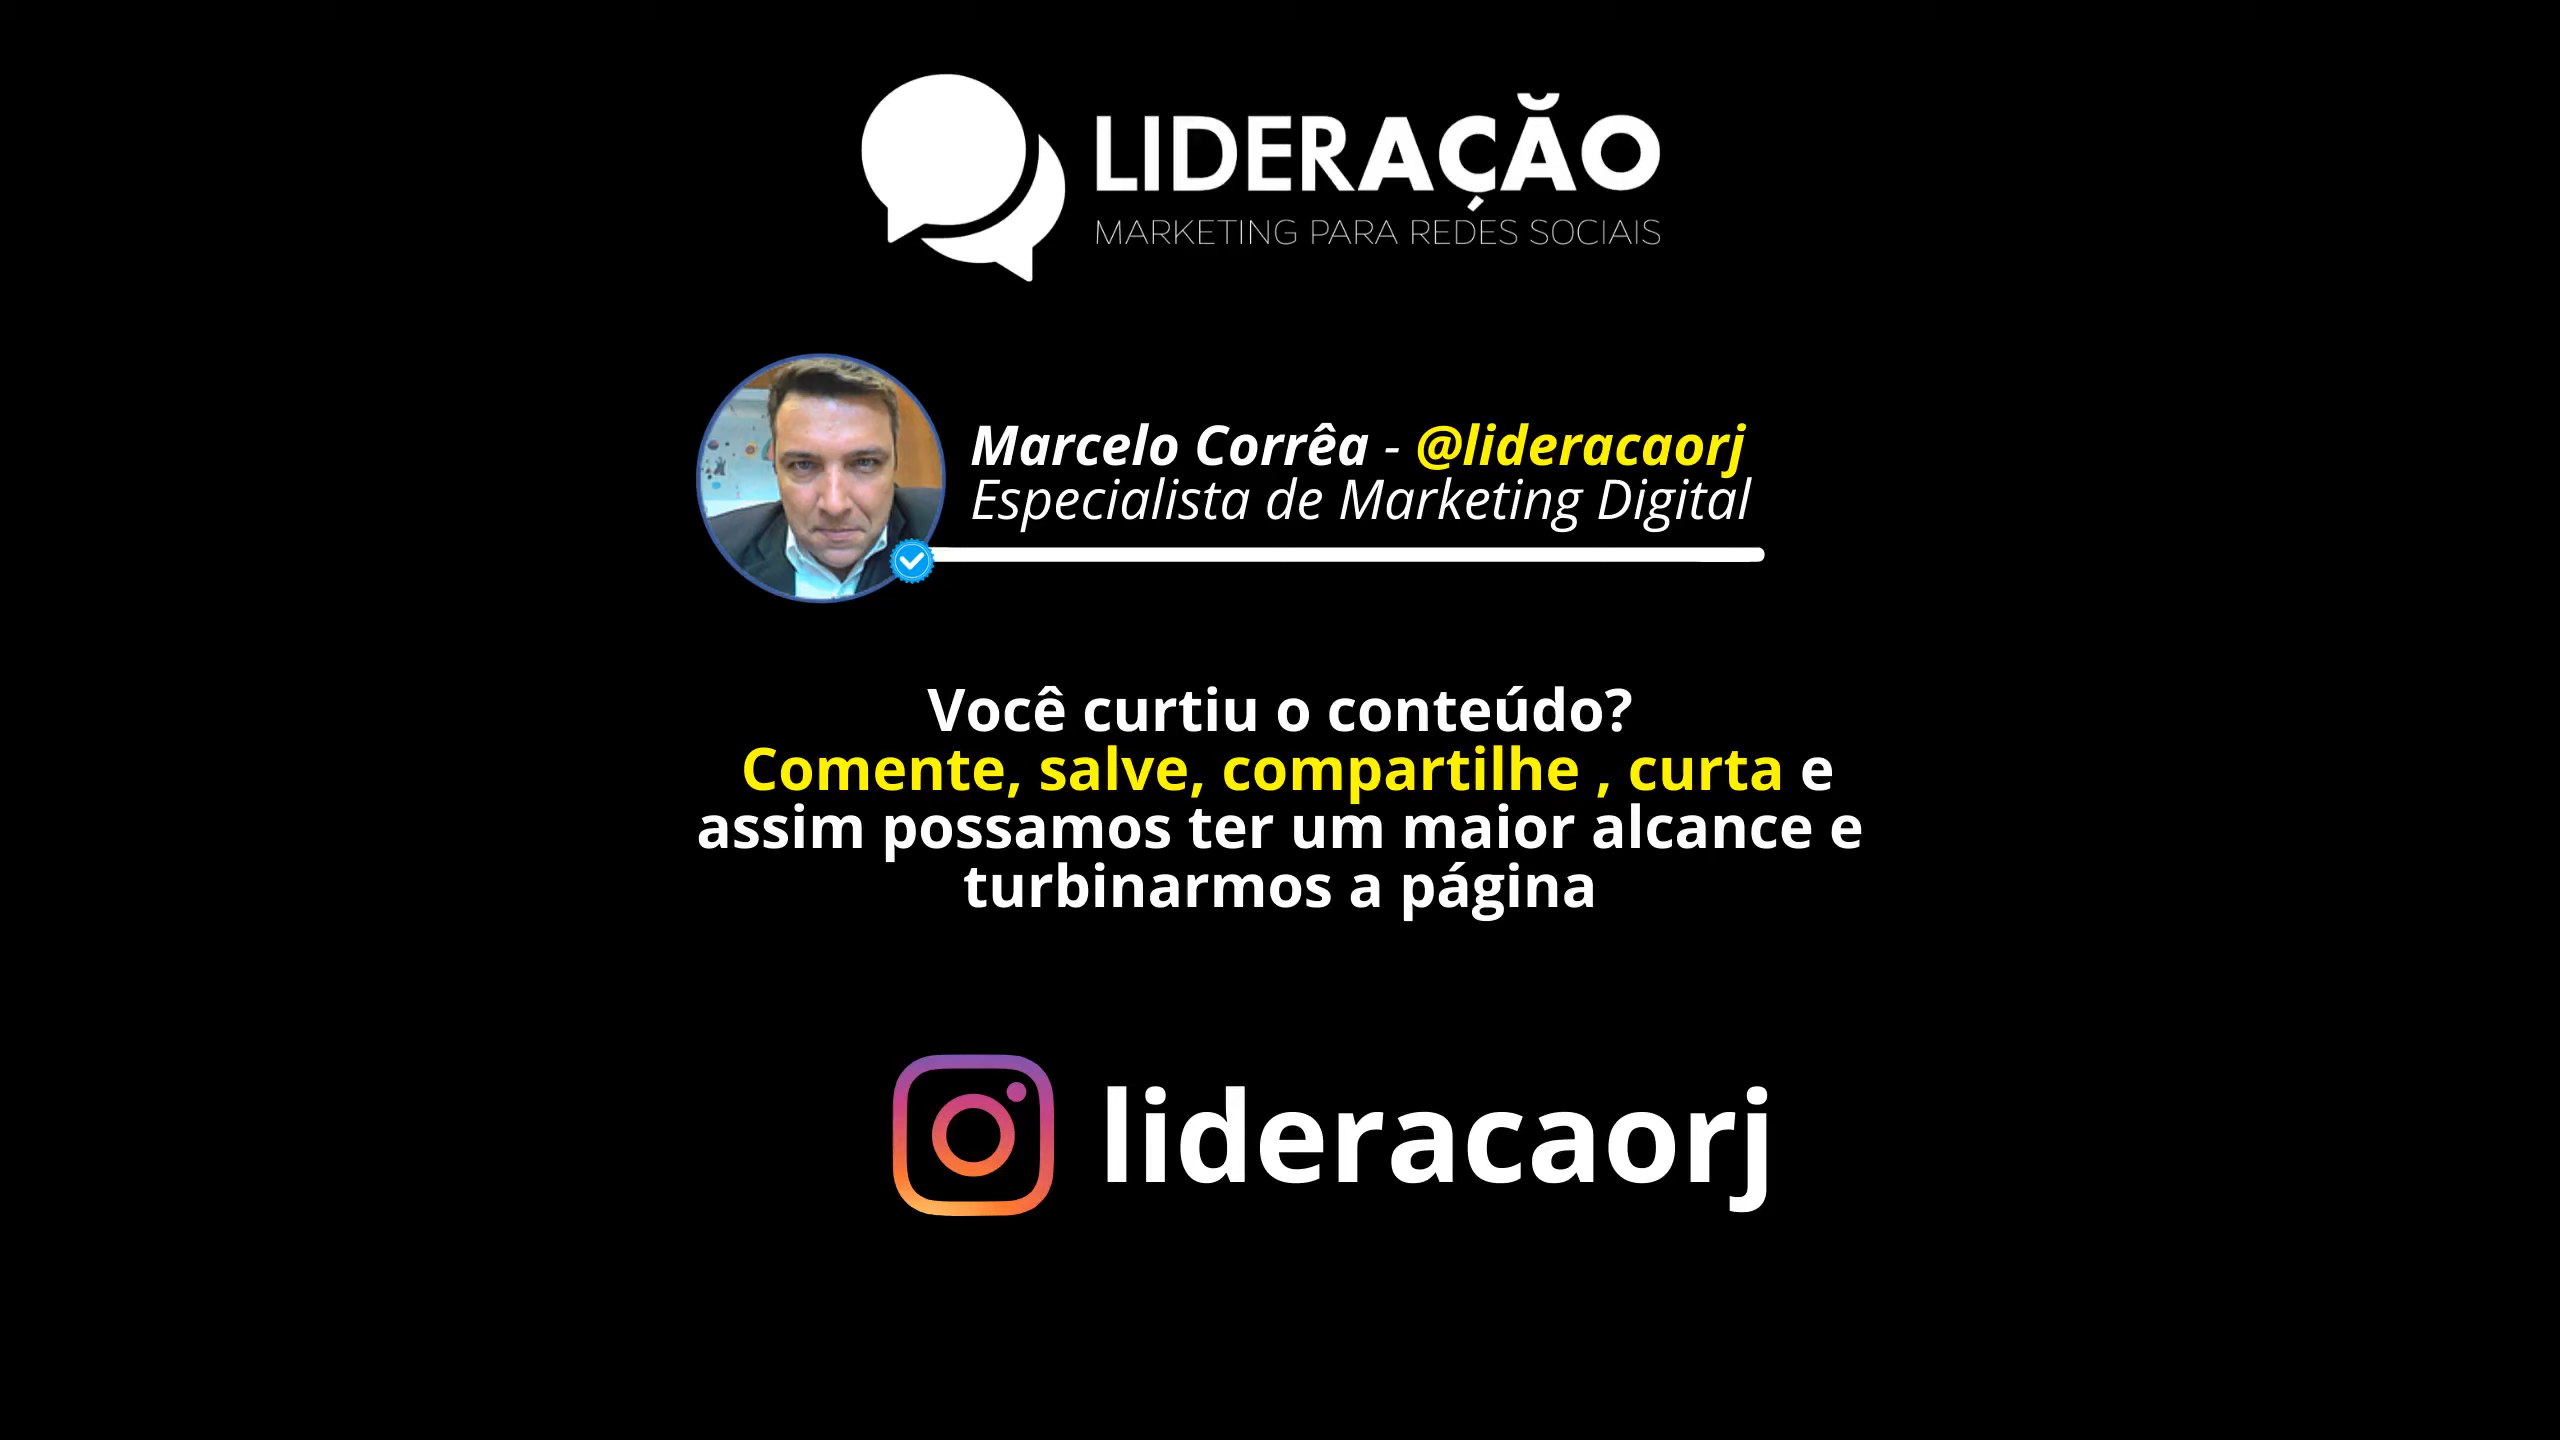 LIDERAÇĂO
MARKETING PARA REDES SOCIAIS
Marcelo Corrêa - @lideracaorj
Especialista de Marketing Digital
Você curtiu o conteúdo?
Comente, salve, compartilhe , curta e
assim possamos ter um maior alcance e
turbinarmos a página
lideracaorj